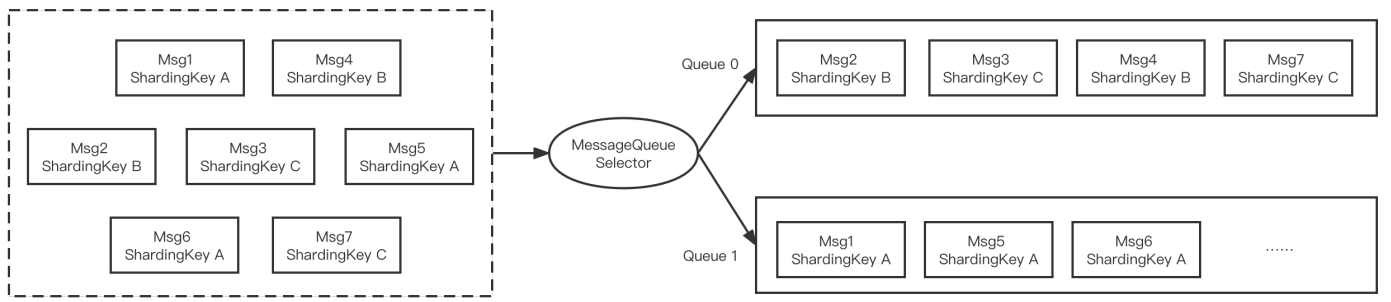 Msg1
ShardingKey A
Msg4
ShardingKey B
Msg2
ShardingKey B
Msg3
ShardingKey C
Msg5
ShardingKey A
Msg6
ShardingKey A
Msg7
ShardingKey C
MessageQueue
Selector
Queue 0
Msg2
ShardingKey B
Msg3
ShardingKey C
Msg4
ShardingKey B
Msg7
ShardingKey C
Queue 1
Msg1
ShardingKey A
Msg5
ShardingKey A
Msg6
ShardingKey A
......